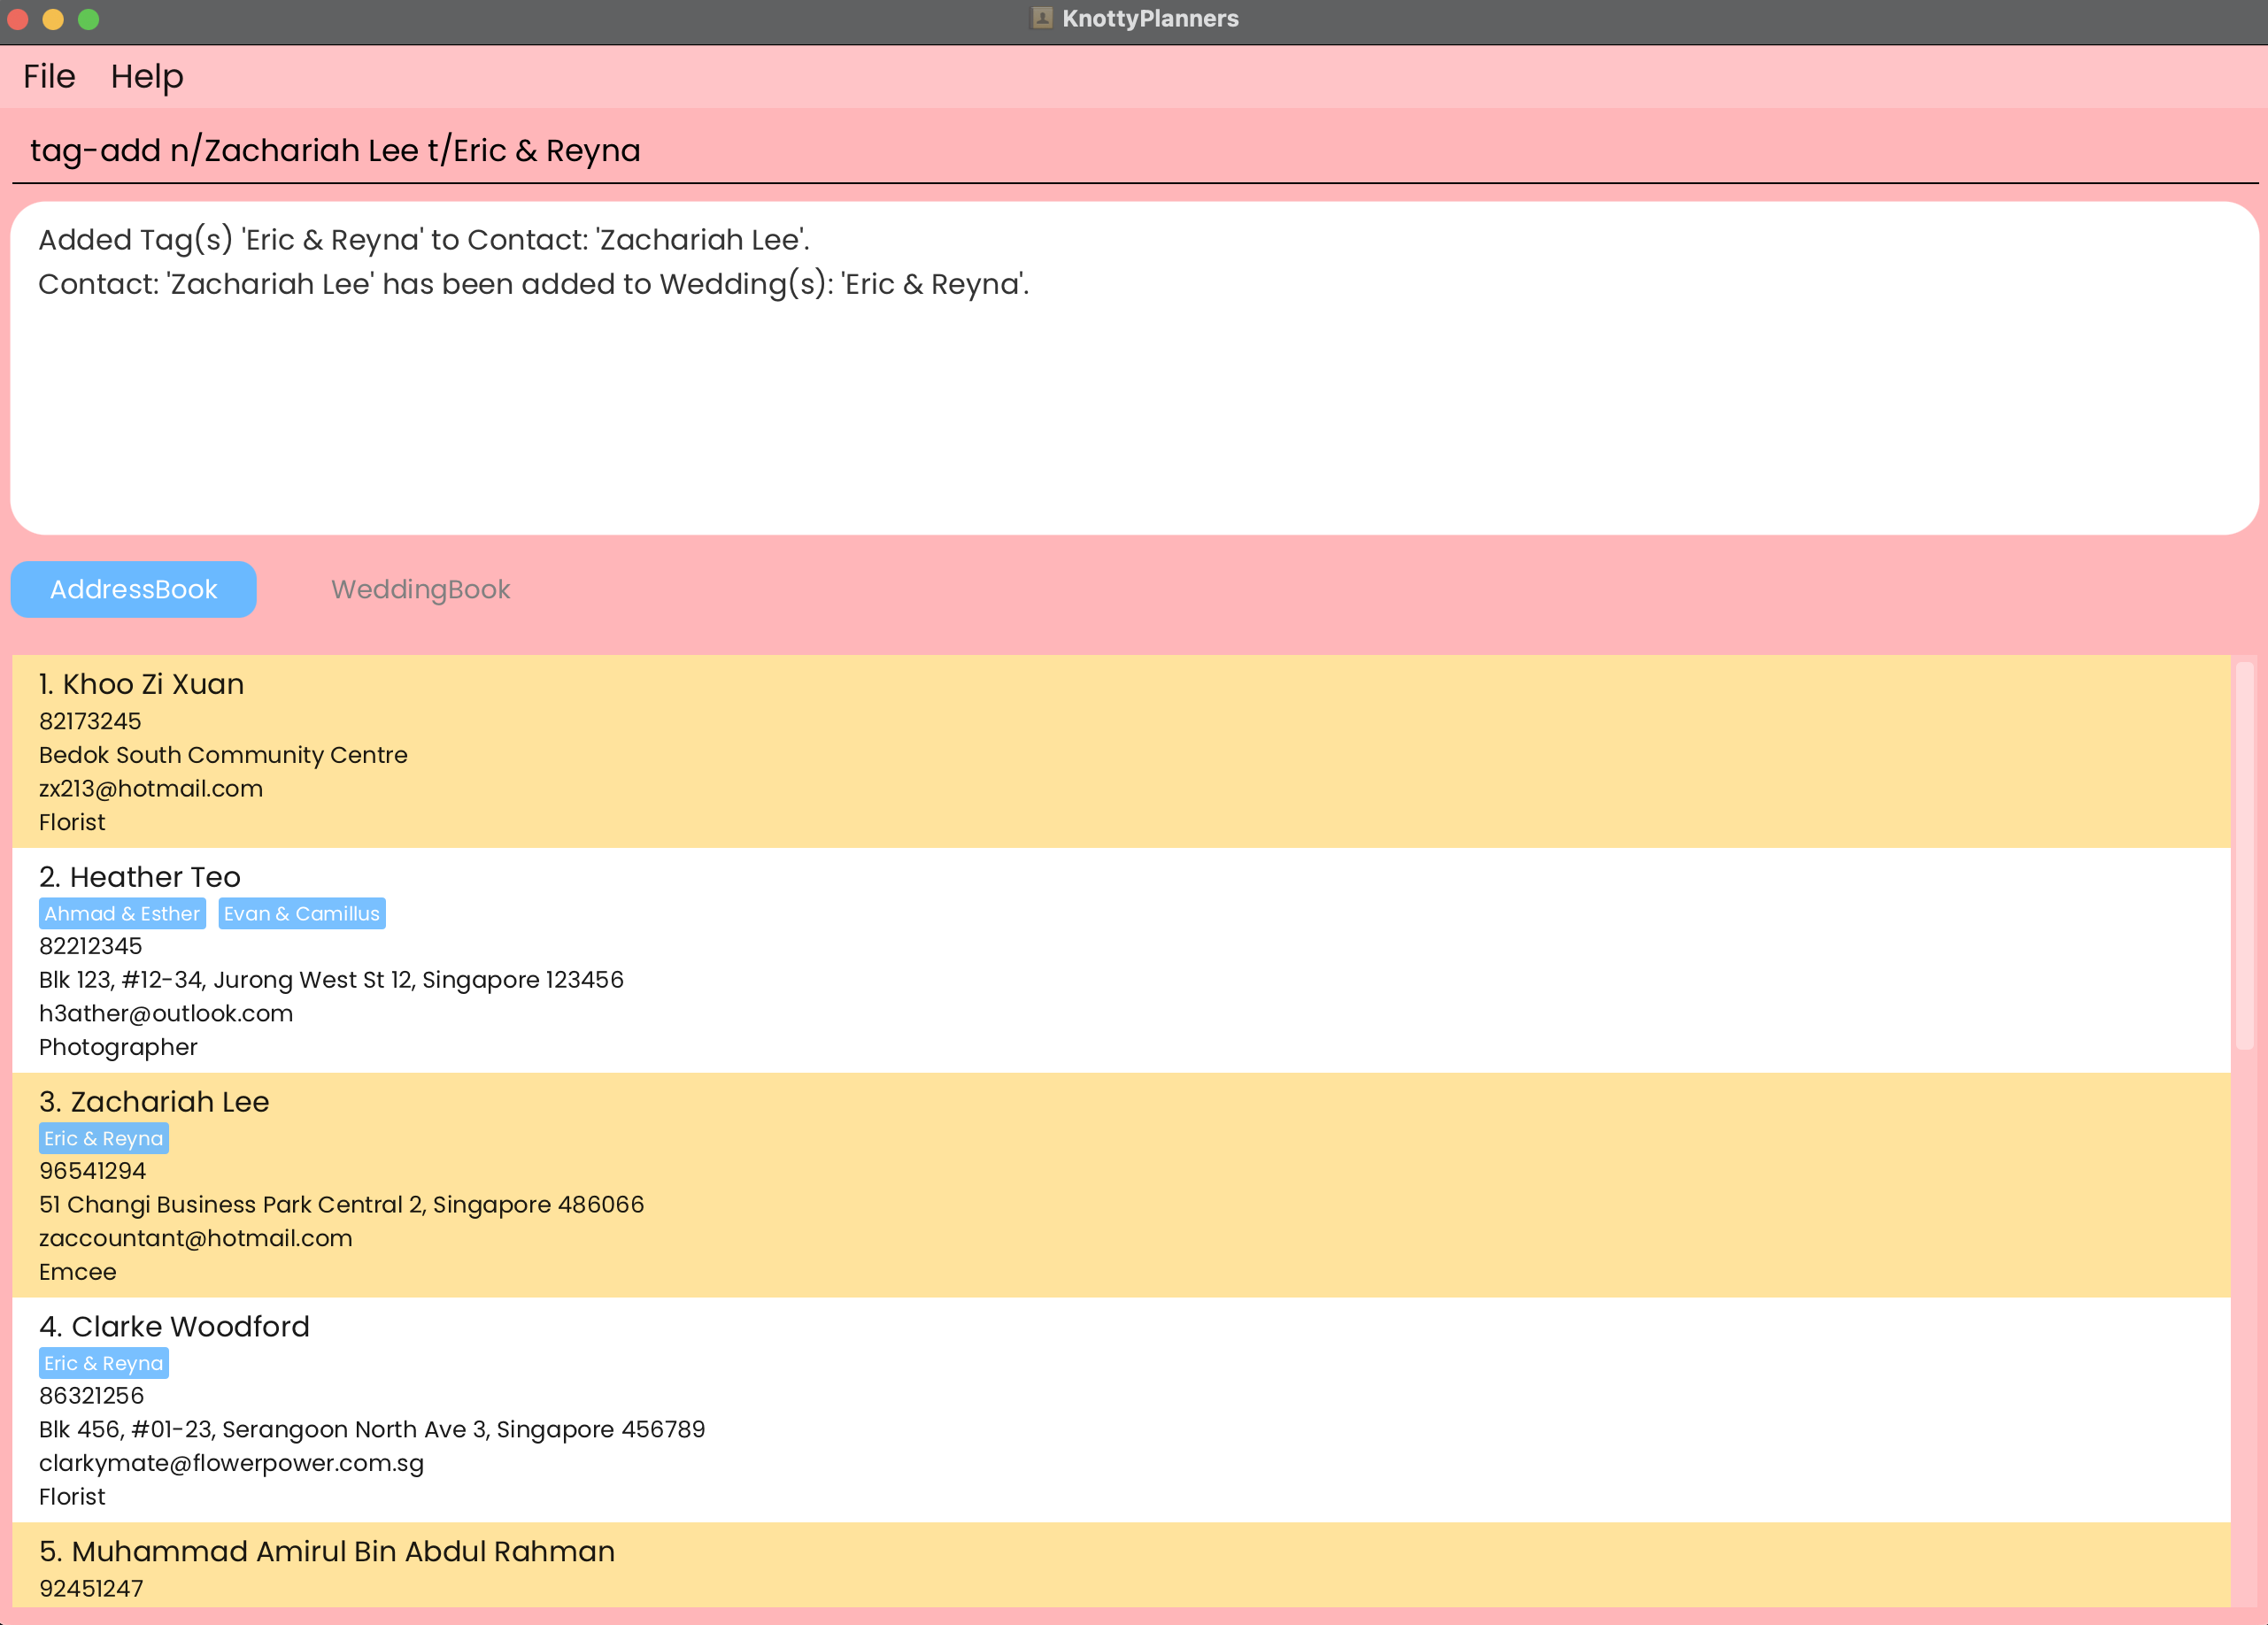 KnottyPlanners
File Help
tag-add n/Zachariah Lee t/Eric & Reyna
Added Tag(s) 'Eric & Reyna' to Contact: 'Zachariah Lee'.
Contact: 'Zachariah Lee' has been added to Wedding(s): 'Eric & Reyna'.
AddressBook WeddingBook
1. Khoo Zi Xuan
82173245
Bedok South Community Centre
zx213@hotmail.com
Florist
2. Heather Teo
Ahmad & Esther Evan & Camillus
82212345
Blk 123, #12-34, Jurong West St 12, Singapore 123456
h3ather@outlook.com
Photographer
3. Zachariah Lee
Eric & Reyna
96541294
51 Changi Business Park Central 2, Singapore 486066
zaccountant@hotmail.com
Emcee
4. Clarke Woodford
Eric & Reyna
86321256
Blk 456, #01-23, Serangoon North Ave 3, Singapore 456789
clarkymate@flowerpower.com.sg
Florist
5. Muhammad Amirul Bin Abdul Rahman
92451247